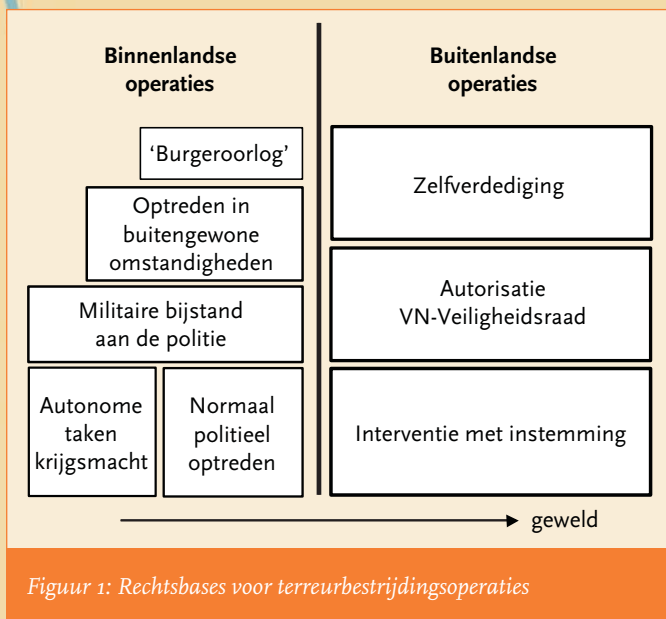 Binnenlandse
operaties
'Burgeroorlog'
Optreden in
buitengewone
omstandigheden
Militaire bijstand
aan de politie
Autonome
taken
krijgsmacht
Normaal
politieel
optreden
Buitenlandse
operaties
Zelfverdediging
Autorisatie
VN-Veiligheidsraad
Interventie met instemming
geweld
Figuur 1: Rechtsbases voor terreurbestrijdingsoperaties